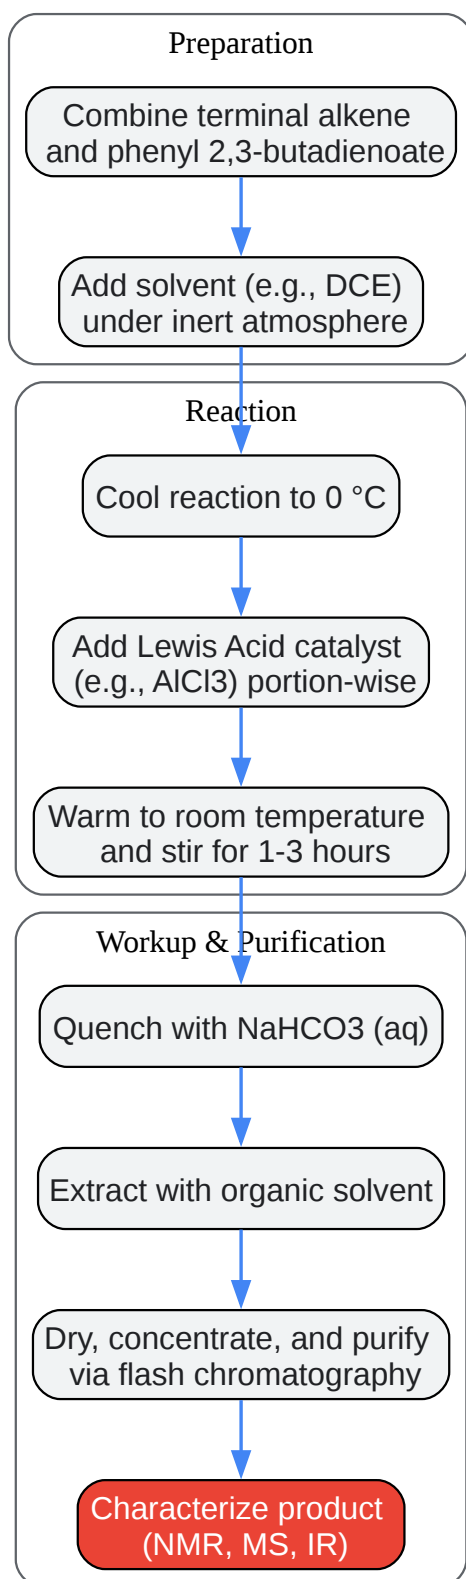 Preparation
Combine terminal alkene
and phenyl 2,3-butadienoate
Add solvent (e.g., DCE)
under inert atmosphere
Reaction
Cool reaction to 0 °C
Add Lewis Acid catalyst
(e.g., AlCl3) portion-wise
Warm to room temperature
and stir for 1-3 hours
Workup & Purification
Quench with NaHCO3 (aq)
Extract with organic solvent
Dry, concentrate, and purify
via flash chromatography
Characterize product
(NMR, MS, IR)